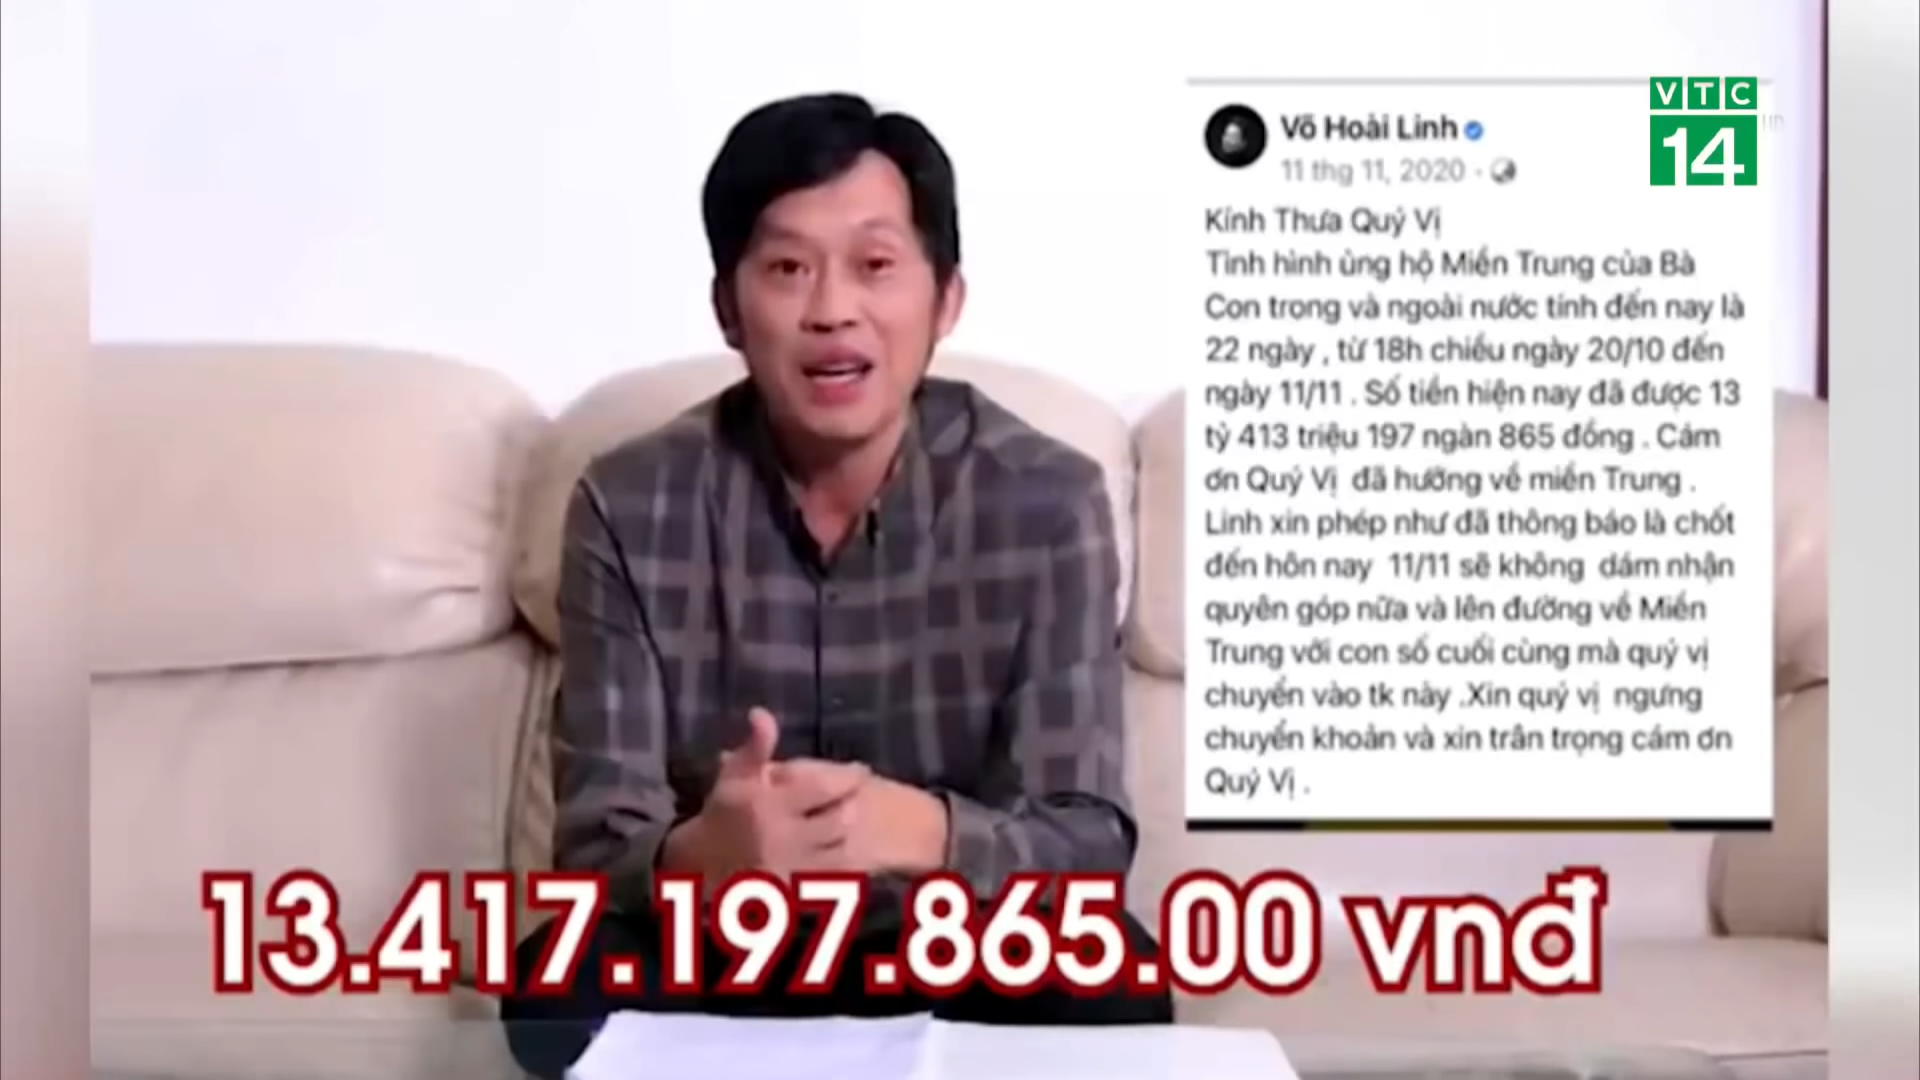 VTC
14
Võ Hoài Linh
11 thg 11, 2020
Kính Thưa Quý Vị
Tình hình ủng hộ Miền Trung của Bà
Con trong và ngoài nước tính đến nay là
22 ngày , từ 18h chiều ngày 20/10 đến
ngày 11/11 . Số tiền hiện nay đã được 13
tỷ 413 triệu 197 ngàn 865 đồng . Cám
ơn Quý Vị đã hướng về miền Trung .
Linh xin phép như đã thông báo là chốt
đến hôn nay 11/11 sẽ không dám nhận
quyên góp nữa và lên đường về Miền
Trung với con số cuối cùng mà quý vị
chuyển vào tk này .Xin quý vị ngưng
chuyển khoản và xin trân trọng cám ơn
Quý Vị .
13.417.197.865.00 vnđ